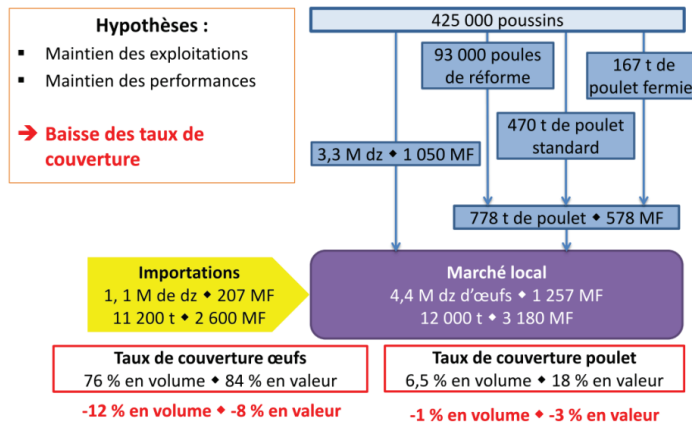 Hypothèses :
▪ Maintien des exploitations
▪ Maintien des performances
➔ Baisse des taux de
couverture
425 000 poussins
93 000 poules
de réforme
167 t de
poulet fermie
470 t de poulet
standard
3,3 M dz ◆ 1 050 MF
778 t de poulet ◆ 578 MF
Importations
1, 1 M de dz ◆ 207 MF
11 200 t ◆ 2 600 MF
Marché local
4,4 M dz d'œufs ◆ 1 257 MF
12 000 t ◆ 3 180 MF
Taux de couverture œufs
76 % en volume ◆ 84 % en valeur
-12 % en volume ◆ -8 % en valeur
Taux de couverture poulet
6,5 % en volume ◆ 18 % en valeur
-1 % en volume ◆ -3 % en valeur